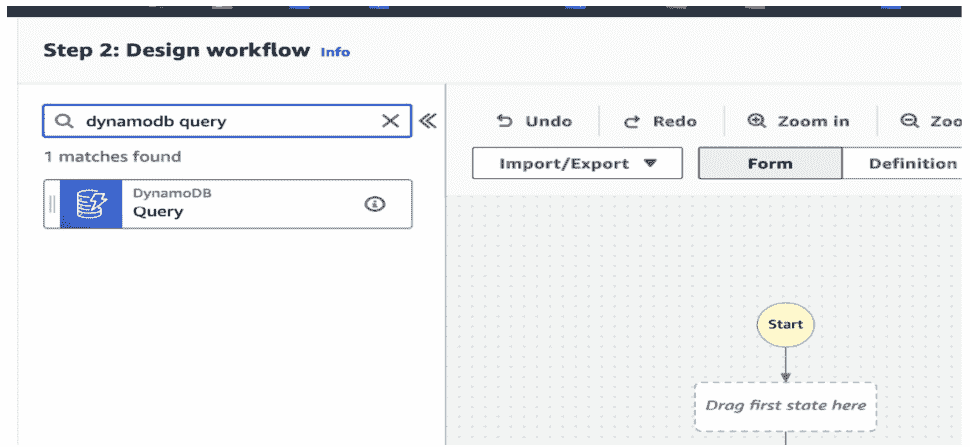 Step 2: Design workflow Info
dynamodb query
1 matches found
DynamoDB
Query
Undo
Redo
Zoom in
Import/Export
Form
Definition
Start
Drag first state here